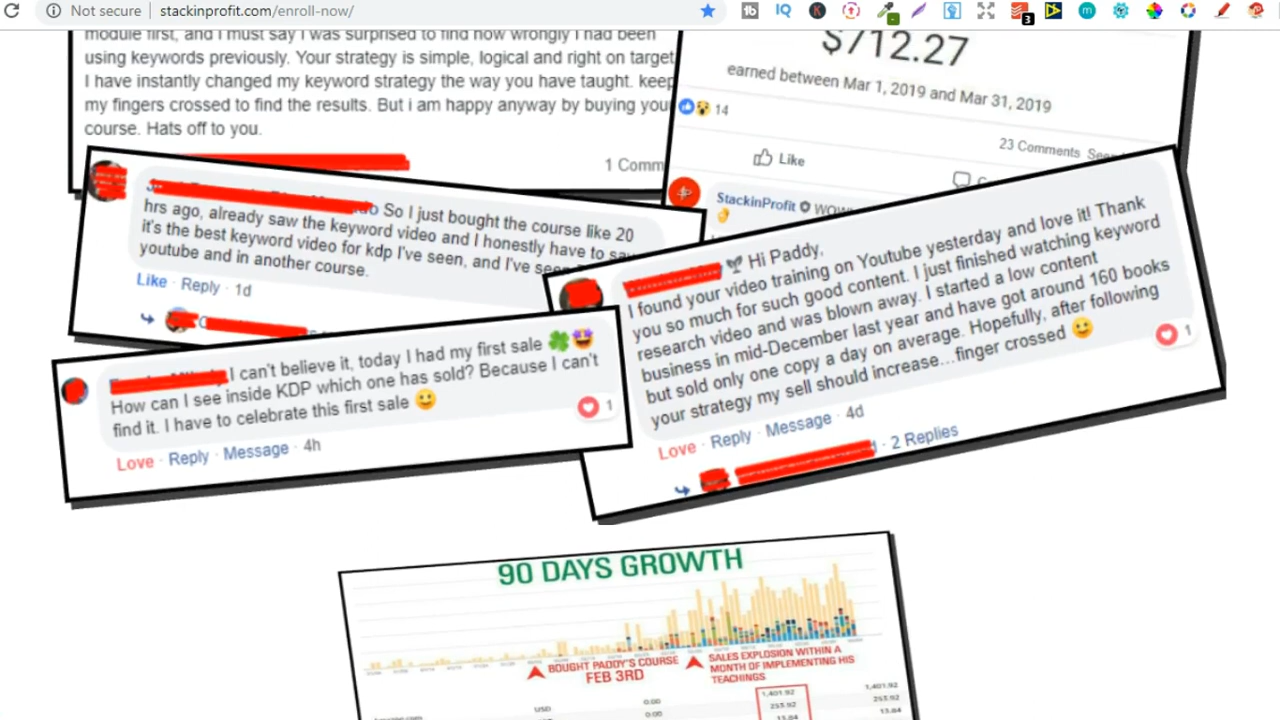 Not secure | stackinprofit.com/enroll-now/
3
module first, and I must say I was surprised to find how wrongly I had been
using keywords previously. Your strategy is simple, logical and right on target
I have instantly changed my keyword strategy the way you have taught. keep
my fingers crossed to find the results. But i am happy anyway by buying you
course. Hats off to you.
1 Comm
$712.27
earned between Mar 1, 2019 and Mar 31, 2019
14
23 Comments
Like
StackinProfit
So I just bought the course like 20
hrs ago, already saw the keyword video and I honestly have to
it's the best keyword video for kdp I've seen, and I've
youtube and in another course.
Like · Reply · 1d
Hi Paddy,
I found your video training on Youtube yesterday and love it! Thank
you so much for such good content. I just finished watching keyword
research video and was blown away. I started a low content
business in mid-December last year and have got around 160 books
but sold only one copy a day on average. Hopefully, after following
your strategy my sell should increase...finger crossed
1
Love · Reply · Message · 4d
2 Replies
I can't believe it, today I had my first sale
How can I see inside KDP which one has sold? Because I can't
find it. I have to celebrate this first sale
1
Love · Reply · Message · 4h
90 DAYS GROWTH
BOUGHT PADDY'S COURSE
FEB 3RD
SALES EXPLOSION WITHIN A
MONTH OF IMPLEMENTING HIS
TEACHINGS
USD 0.00 1,401.92 1,401.92
0.00 253.92 253.92
13.84 13.84